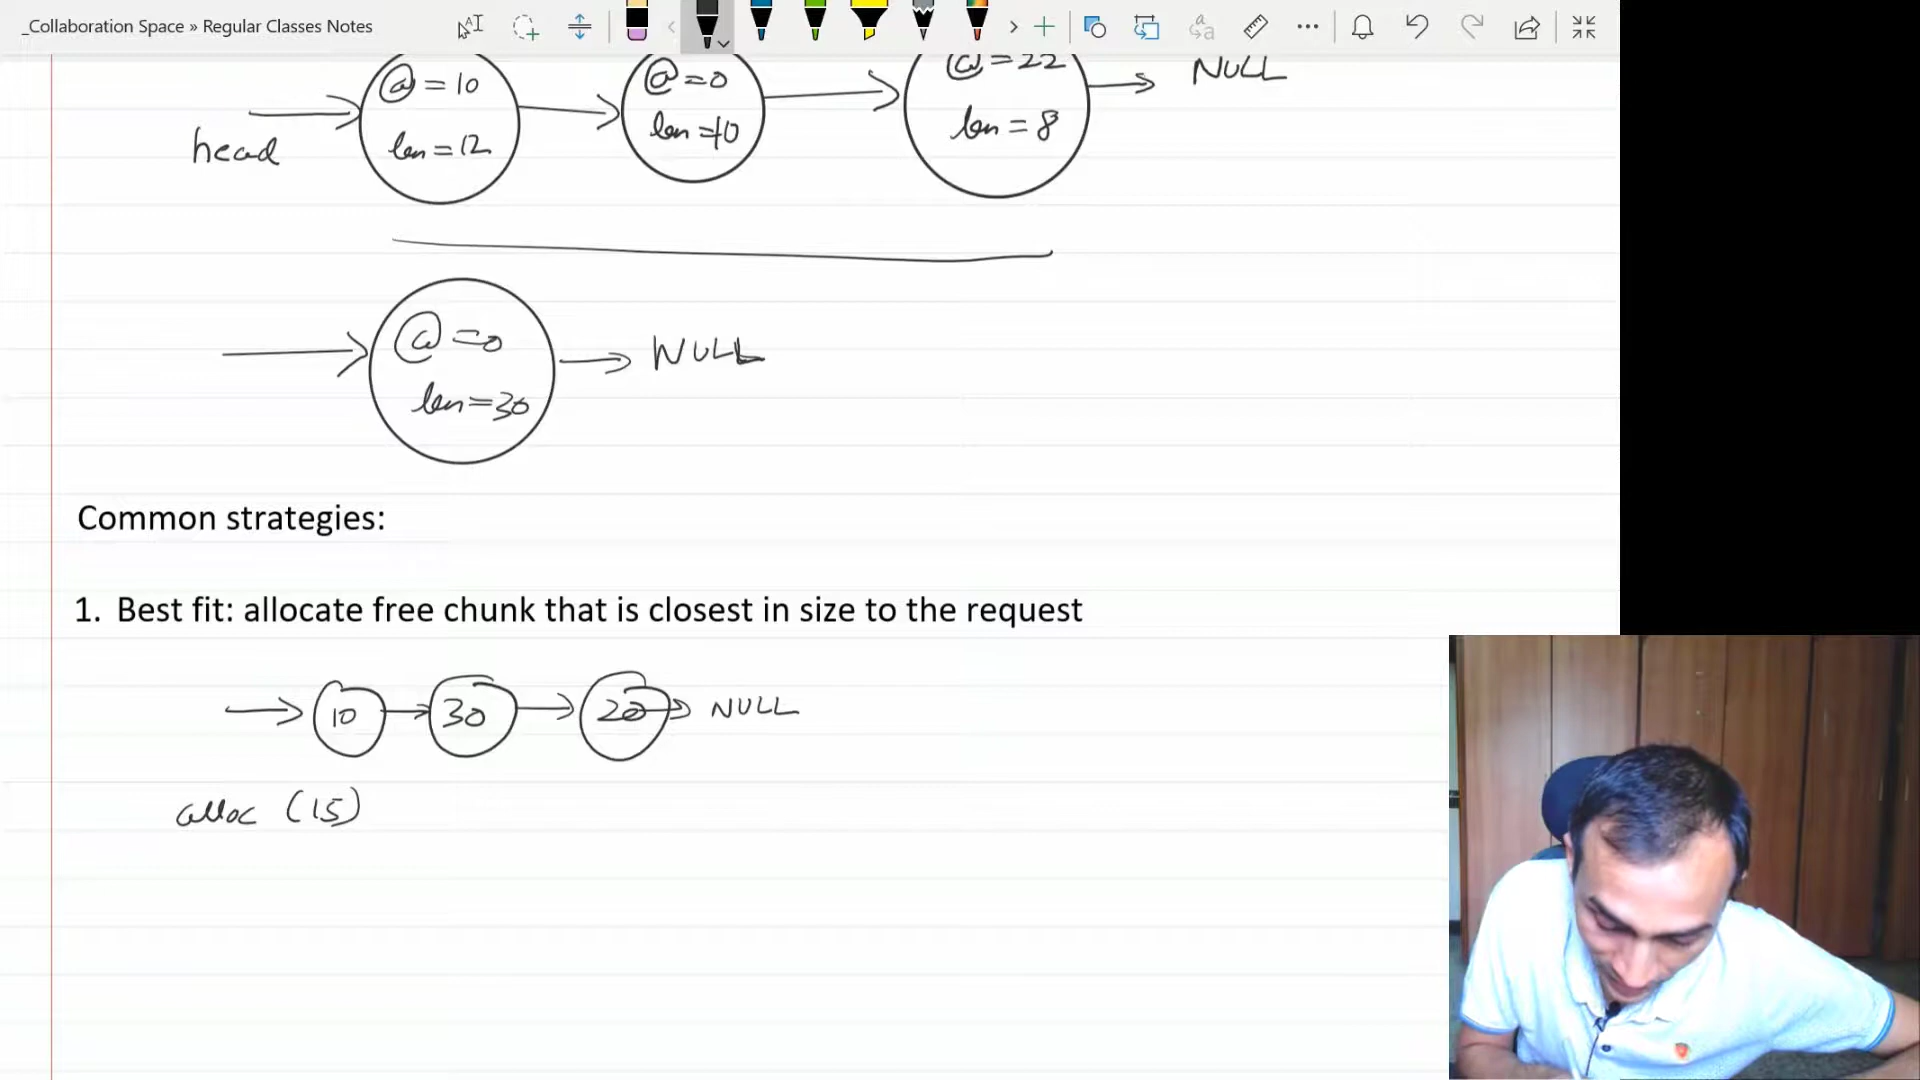 _Collaboration Space » Regular Classes Notes
@ = 10
@ = 0
@ = 22
NULL
head
len = 12
len = 10
len = 8
@ = 0
NULL
len = 30
Common strategies:
1. Best fit: allocate free chunk that is closest in size to the request
10
30
20
NULL
alloc (15)